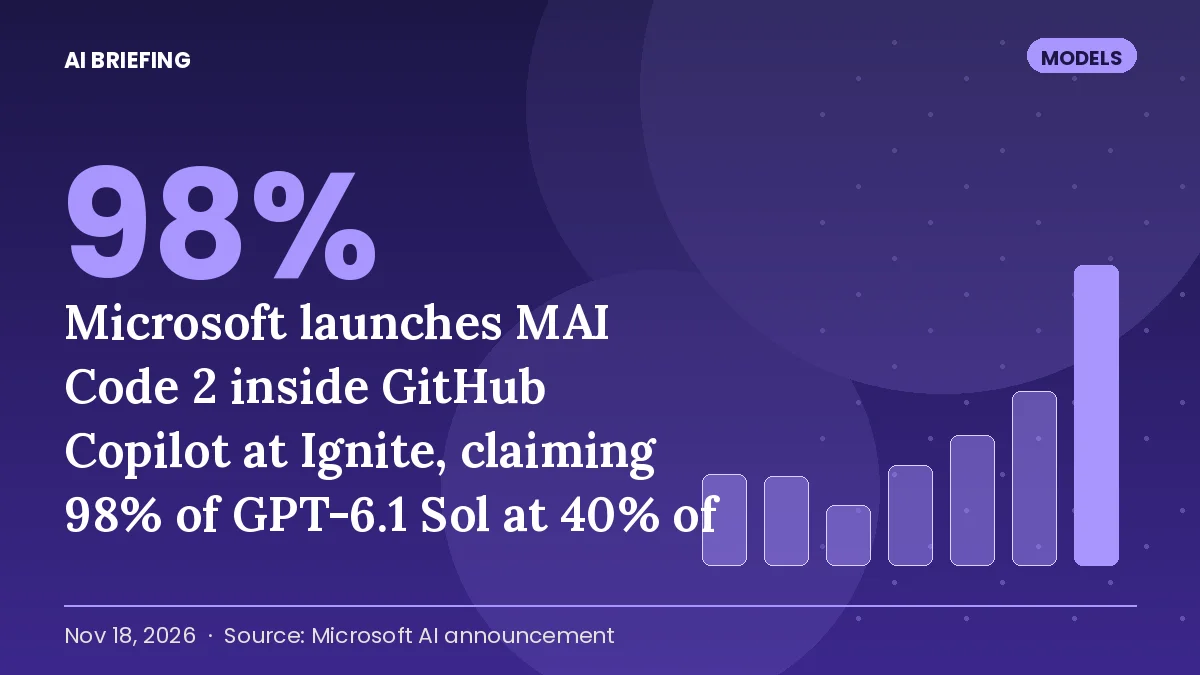 AI BRIEFING
MODELS
98%
Microsoft launches MAI
Code 2 inside GitHub
Copilot at Ignite, claiming
98% of GPT-6.1 Sol at 40% of
Nov 18, 2026 · Source: Microsoft AI announcement